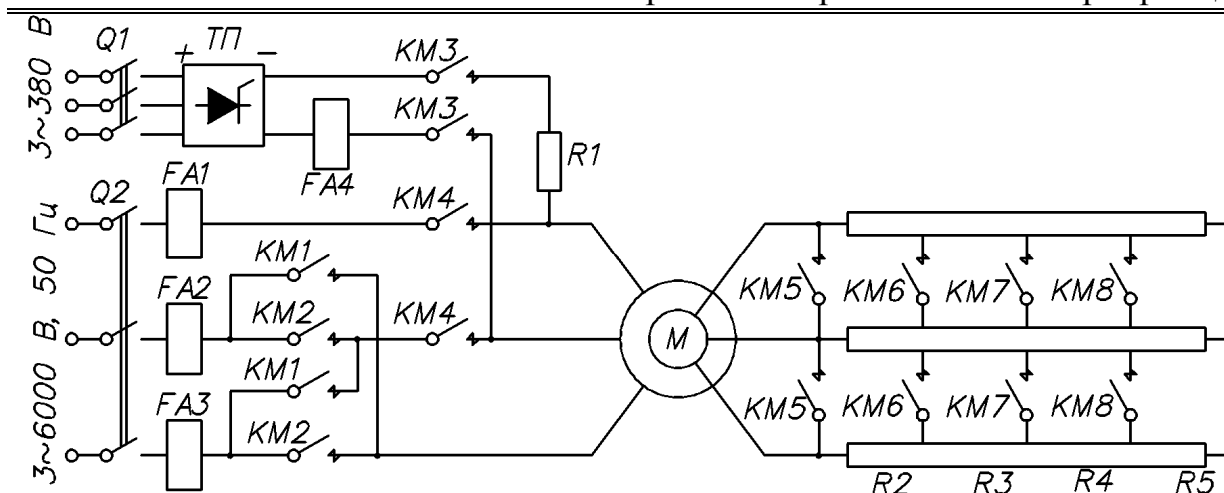 3~380 В
Q1
+ ТП −
KM3
KM3
R1
FA4
3~6000 В, 50 Гц
Q2
FA1
KM4
FA2
KM1
KM2
KM4
KM1
FA3
KM2
M
KM5 KM6 KM7 KM8
KM5 KM6 KM7 KM8
R2 R3 R4 R5